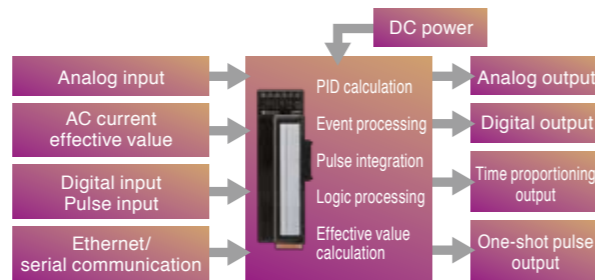 DC power
Analog input
AC current
effective value
Digital input
Pulse input
Ethernet/
serial communication
PID calculation
Event processing
Pulse integration
Logic processing
Effective value
calculation
Analog output
Digital output
Time proportioning
output
One-shot pulse
output